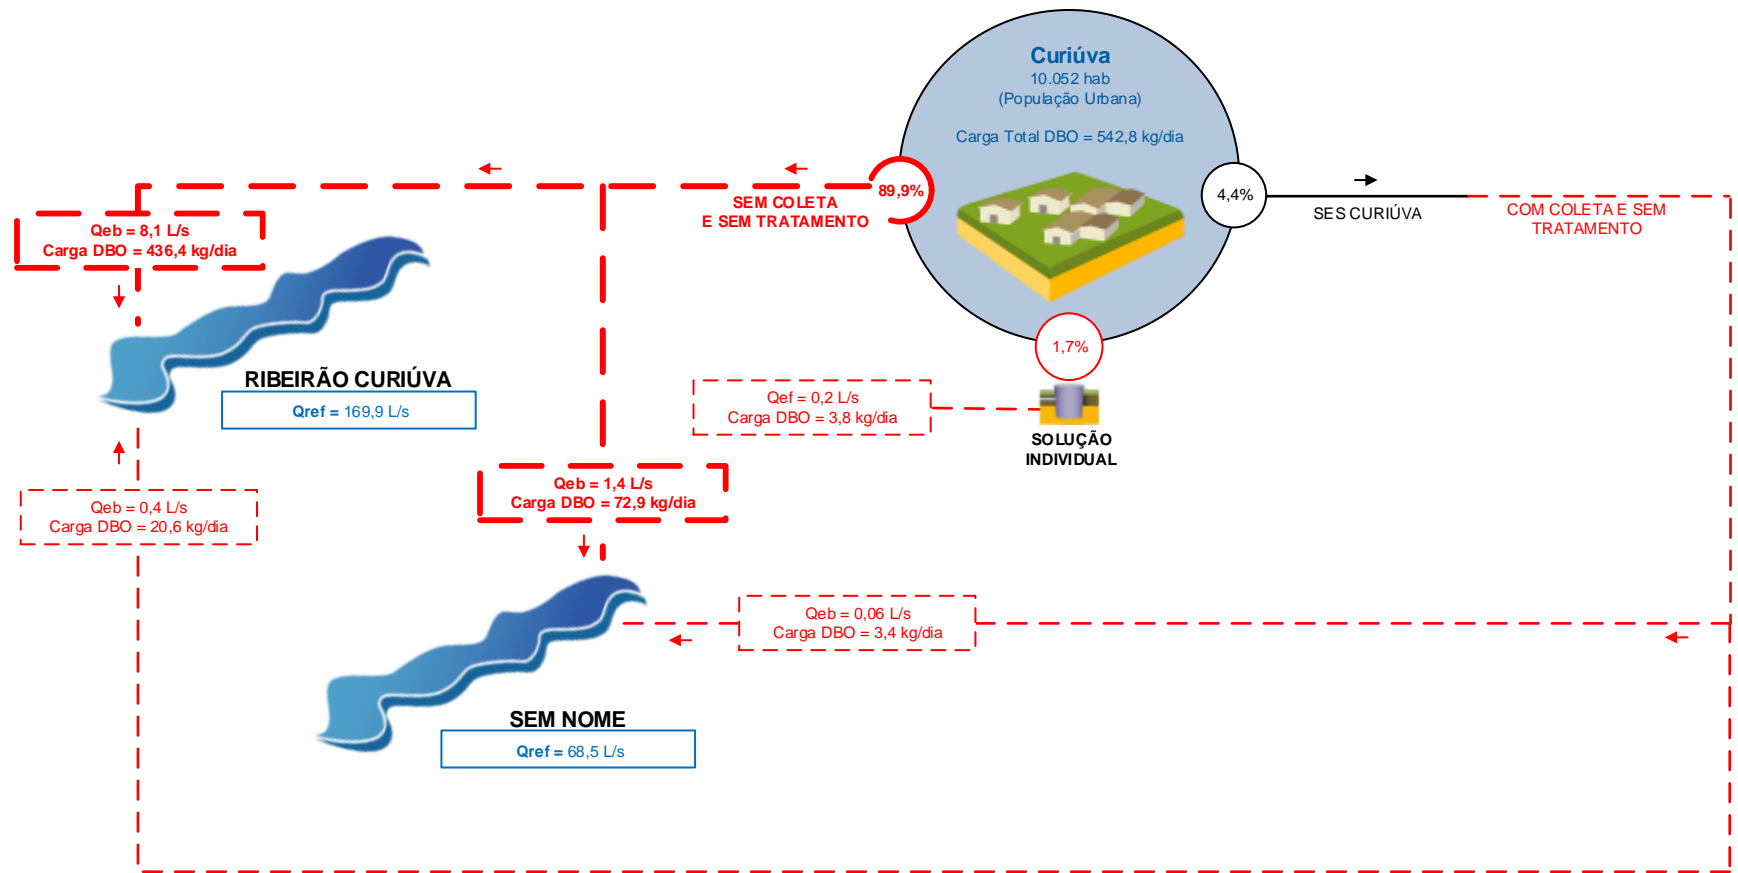 Curiúva
10.052 hab
(População Urbana)
Carga Total DBO = 542,8 kg/dia
89,9%
SEM COLETA
E SEM TRATAMENTO
4,4%
SES CURIÚVA
COM COLETA E SEM
TRATAMENTO
Qeb = 8,1 L/s
Carga DBO = 436,4 kg/dia
1,7%
RIBEIRÃO CURIÚVA
Qref = 169,9 L/s
Qef = 0,2 L/s
Carga DBO = 3,8 kg/dia
SOLUÇÃO
INDIVIDUAL
Qeb = 1,4 L/s
Carga DBO = 72,9 kg/dia
Qeb = 0,4 L/s
Carga DBO = 20,6 kg/dia
Qeb = 0,06 L/s
Carga DBO = 3,4 kg/dia
SEM NOME
Qref = 68,5 L/s